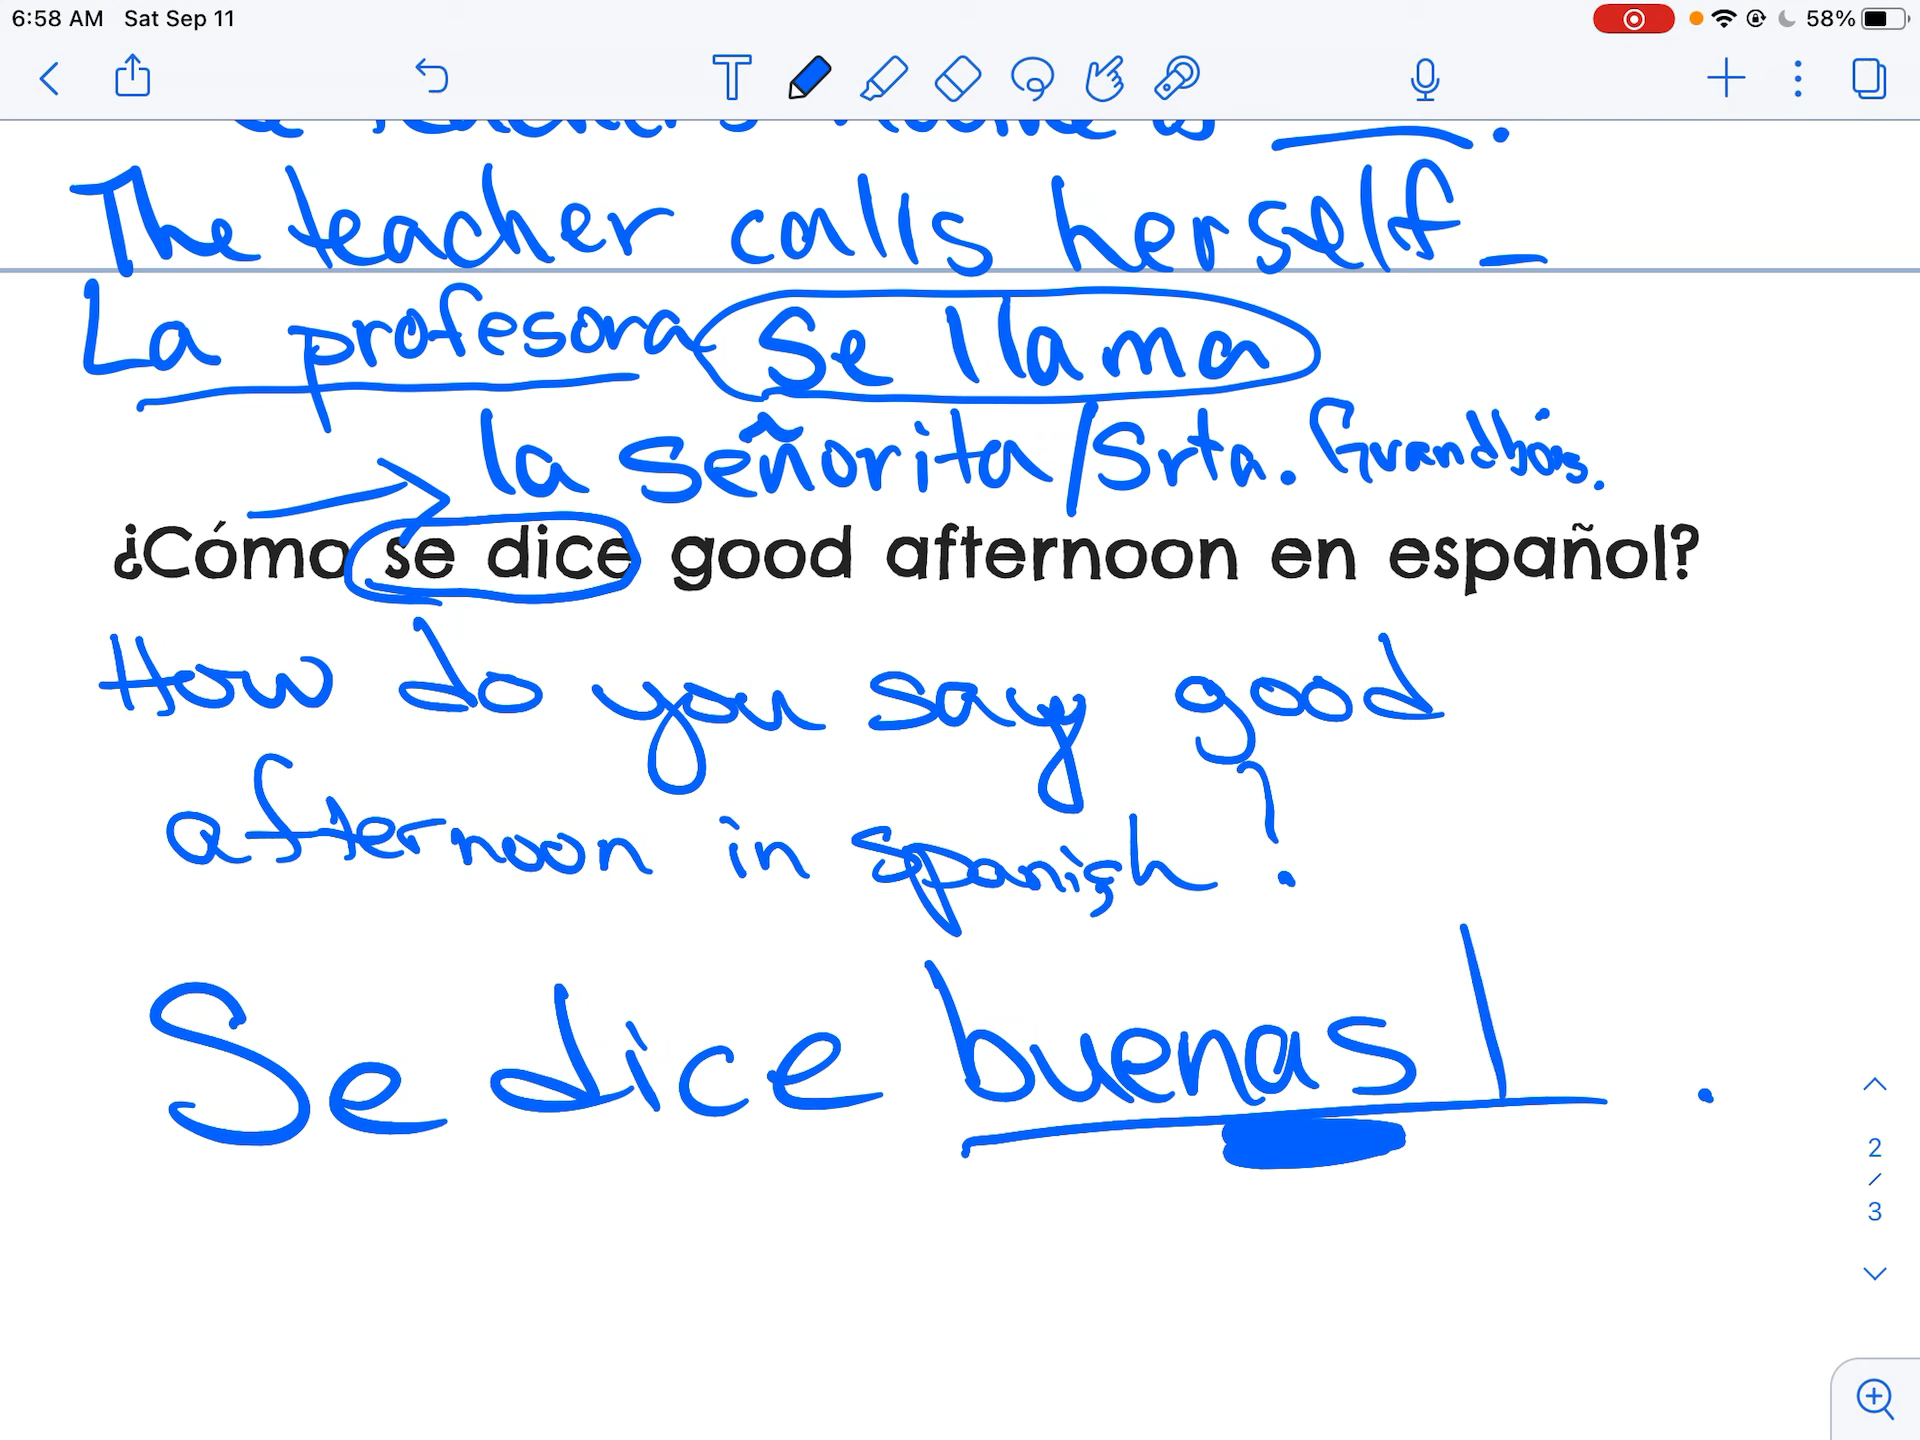 6:58 AM Sat Sep 11
58%
The teacher calls herself _
La profesora se llama
la señorita/Srta.
¿Cómo se dice good afternoon en español?
How do you say good
afternoon in spanish?
Se dice buenas
2
/
3